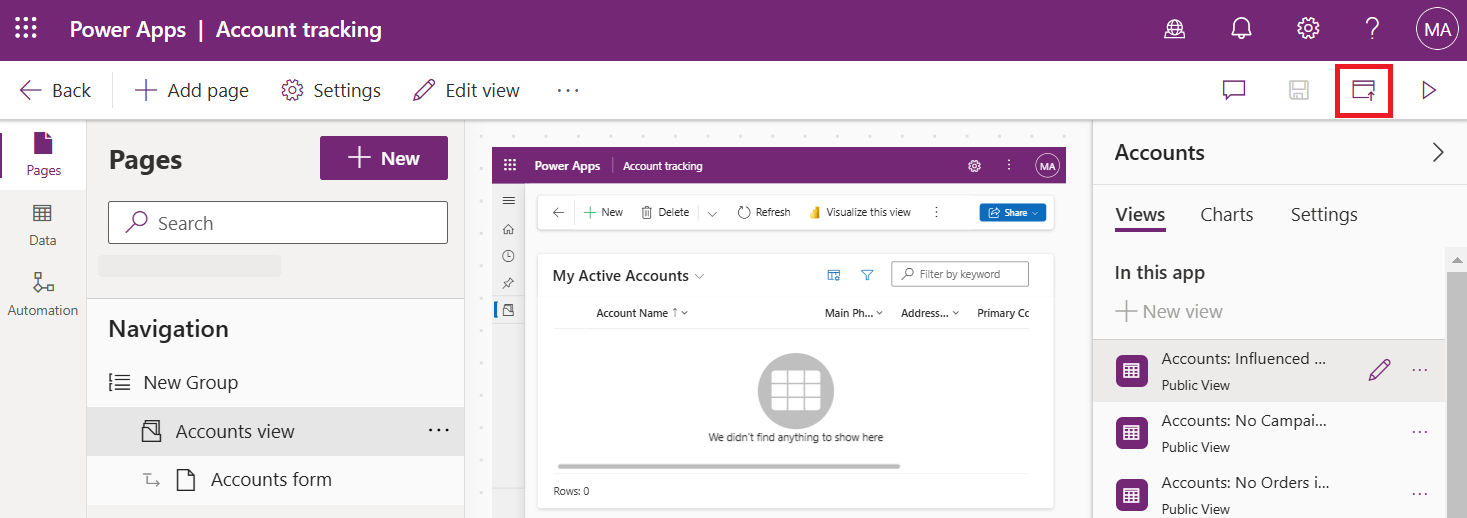 Power Apps | Account tracking
MA
Back
Add page
Settings
Edit view
Pages
Data
Automation
Pages
New
Search
Navigation
New Group
Accounts view
Accounts form
Power Apps
Account tracking
MA
New
Delete
Refresh
Visualize this view
Share
My Active Accounts
Filter by keyword
Account Name
Main Ph...
Address...
Primary Cc
We didn't find anything to show here
Rows: 0
Accounts
Views
Charts
Settings
In this app
New view
Accounts: Influenced ...
Public View
Accounts: No Campai...
Public View
Accounts: No Orders i...
Public View